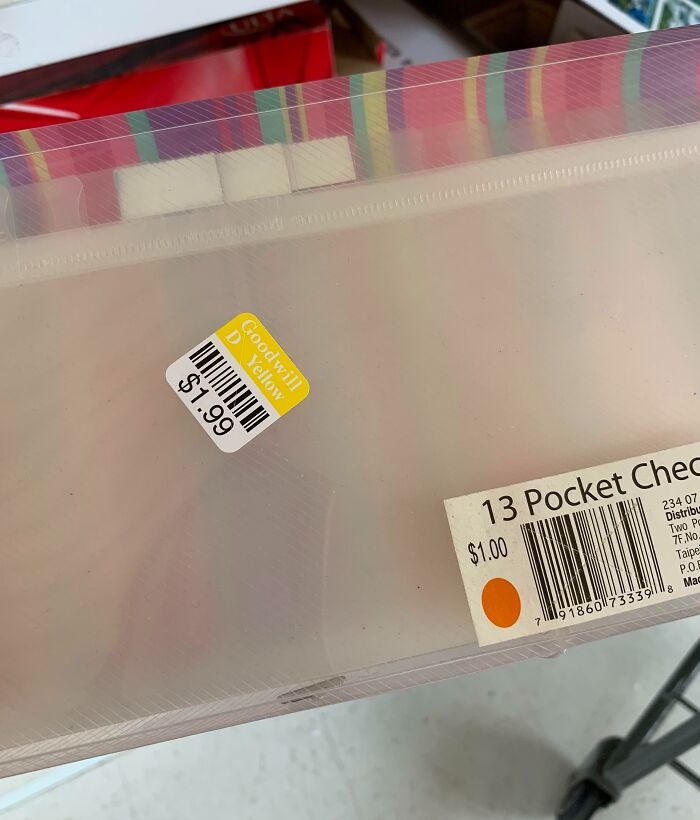 ULTA
Goodwill
D Yellow
$1.99
13 Pocket Chec
$1.00
234 07
Distribu
Two P
7F,No.
Taipe
P.O.
Mad
7 91860 73339 8